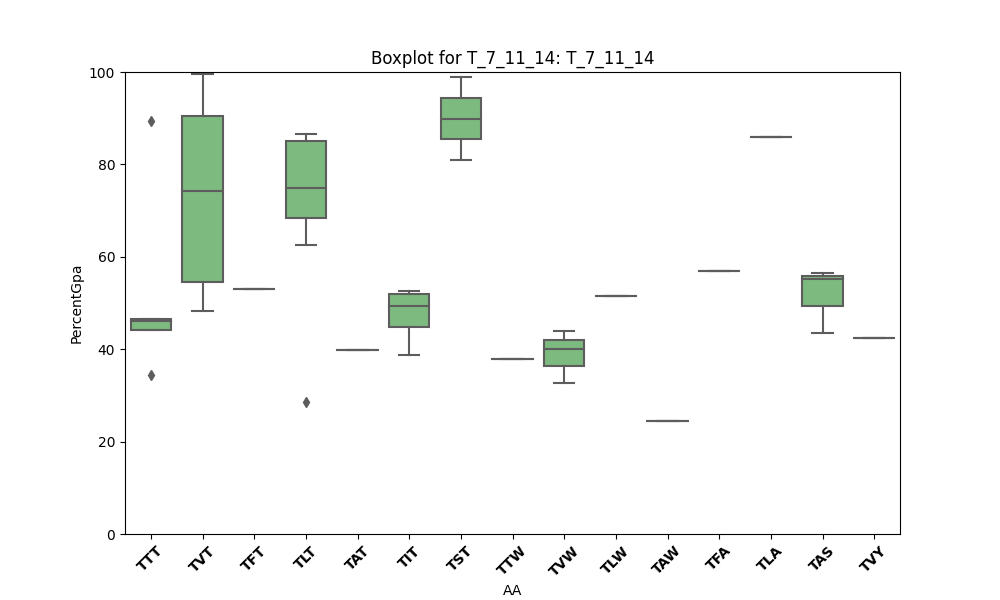 Boxplot for T_7_11_14: T_7_11_14
100
80
60
40
20
0
PercentGpa
TTT TVT TFT TLT TAT TIT TST TTW TVW TLW TAW TFA TLA TAS TVY
AA